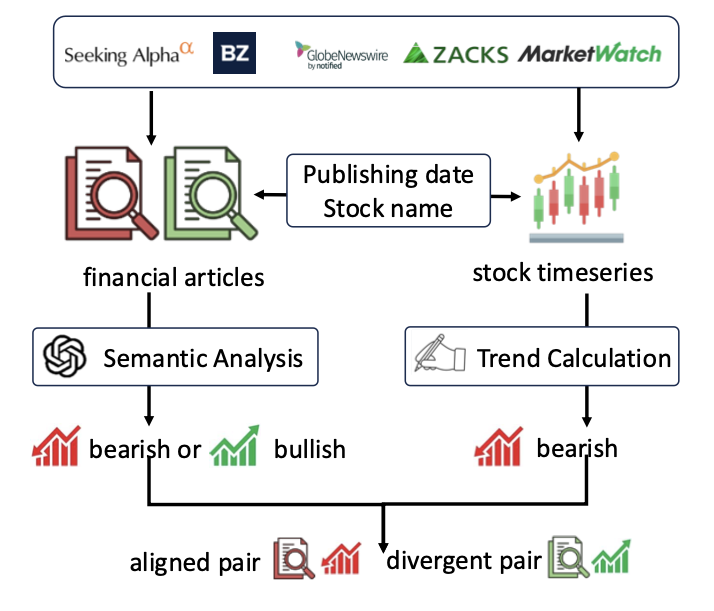 Seeking Alpha α BZ GlobeNewswire ZACKS MarketWatch
by notified
Publishing date
Stock name
financial articles stock timeseries
Semantic Analysis Trend Calculation
bearish or bullish bearish
aligned pair divergent pair